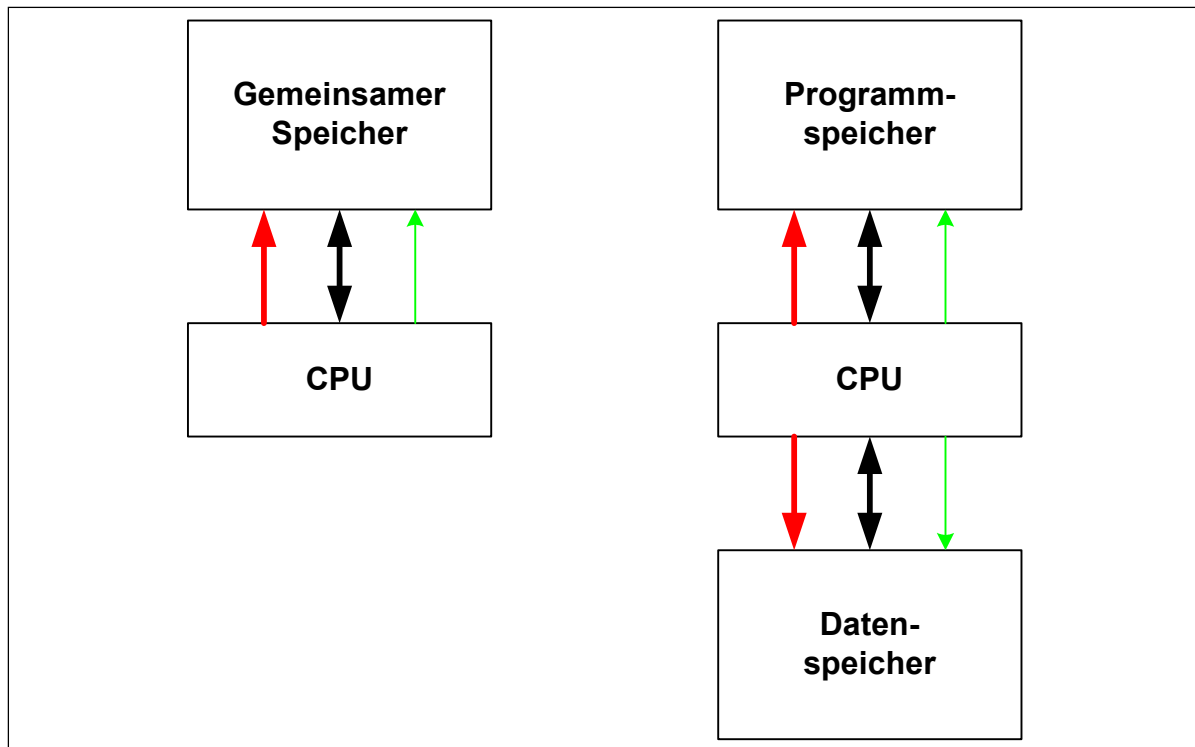 Gemeinsamer
Speicher
CPU
Programm-
speicher
CPU
Daten-
speicher